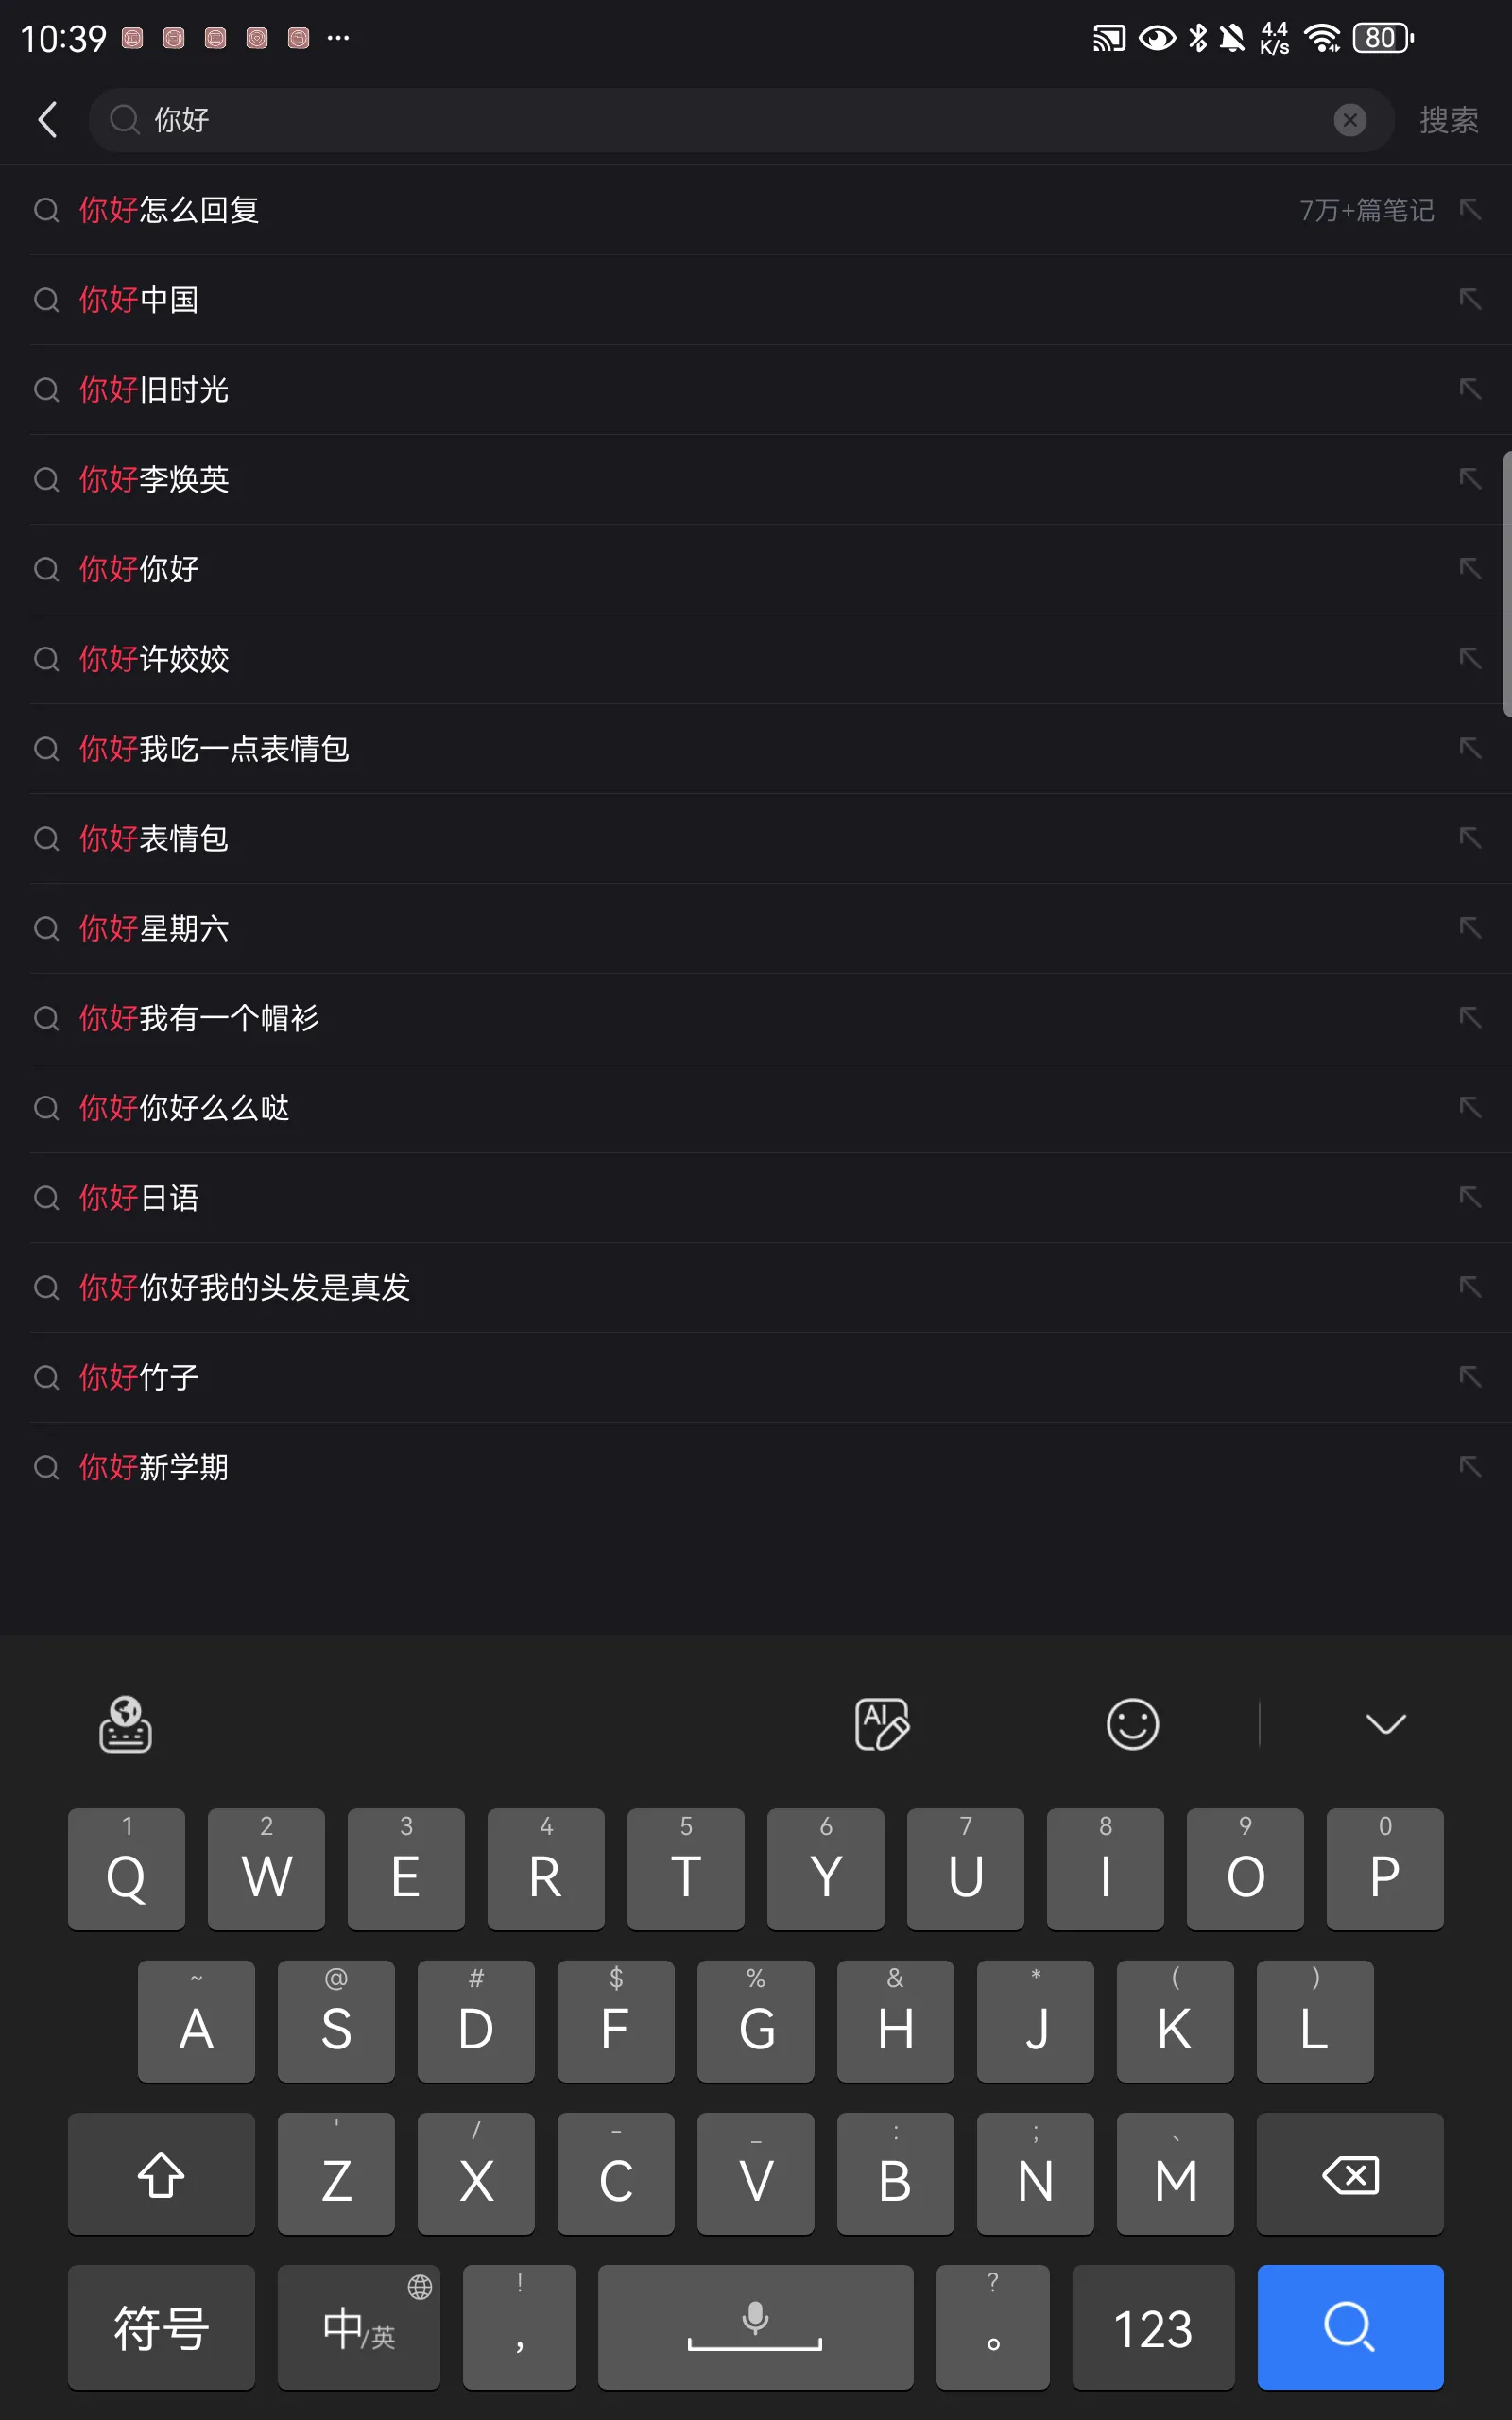 10:39 ··· 4.4 K/s 80
你好 搜索
你好怎么回复 7万+篇笔记
你好中国
你好旧时光
你好李焕英
你好你好
你好许姣姣
你好我吃一点表情包
你好表情包
你好星期六
你好我有一个帽衫
你好你好么么哒
你好日语
你好你好我的头发是真发
你好竹子
你好新学期
AI
1 2 3 4 5 6 7 8 9 0
Q W E R T Y U I O P
~ @ # $ % & * ( )
A S D F G H J K L
' / - _ : ; 、
Z X C V B N M
! ?
符号 中/英 , 。 123